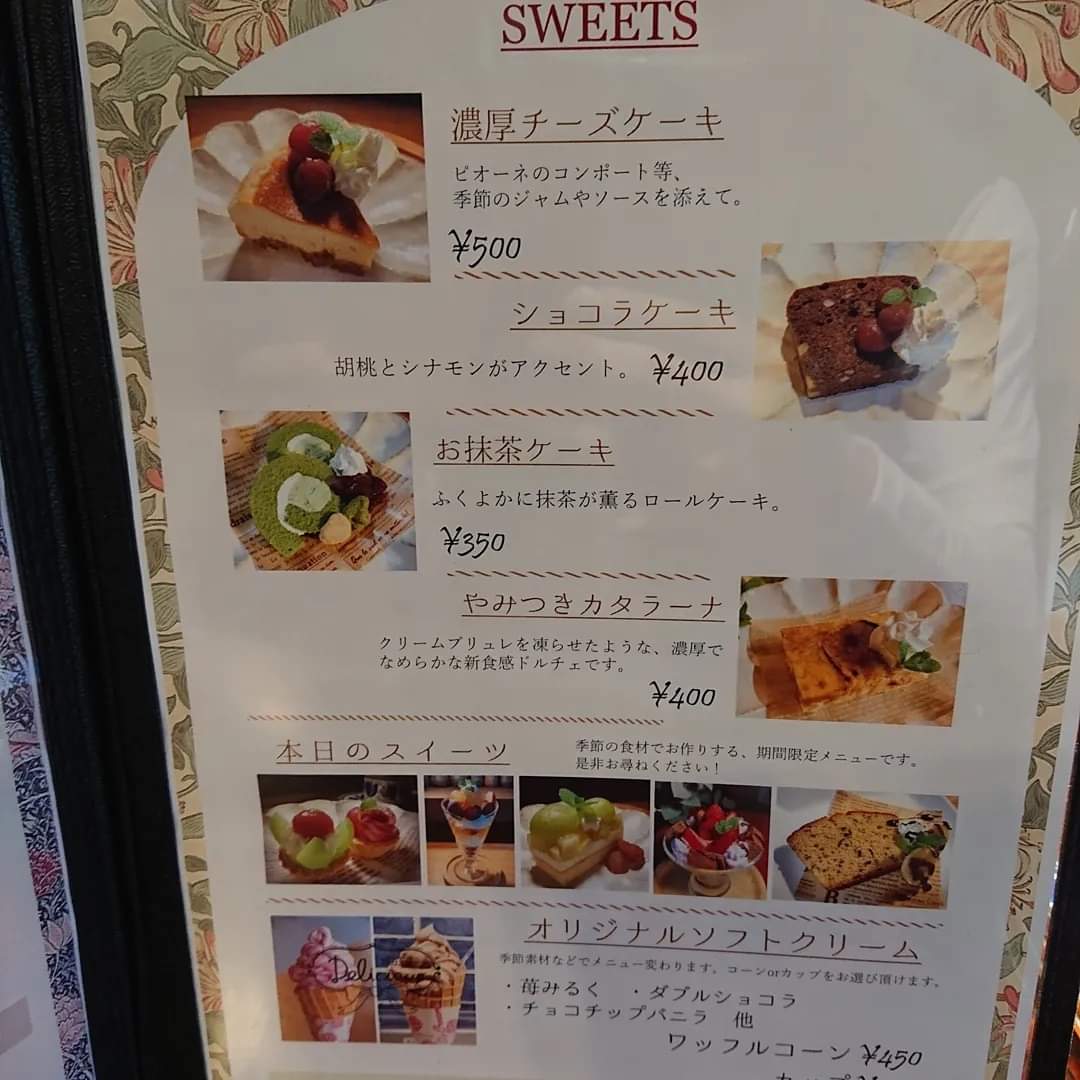 SWEETS
濃厚チーズケーキ
ピオーネのコンポート等、
季節のジャムやソースを添えて。
¥500
ショコラケーキ
胡桃とシナモンがアクセント。 ¥400
お抹茶ケーキ
ふくよかに抹茶が薫るロールケーキ。
¥350
やみつきカタラーナ
クリームブリュレを凍らせたような、濃厚で
なめらかな新食感ドルチェです。
¥400
本日のスイーツ
季節の食材でお作りする、期間限定メニューです。
是非お尋ねください！
オリジナルソフトクリーム
季節素材などでメニュー変わります。コーンorカップをお選び頂けます。
Delicious
・苺みるく ・ダブルショコラ
・チョコチップバニラ 他
ワッフルコーン ¥450
カップ